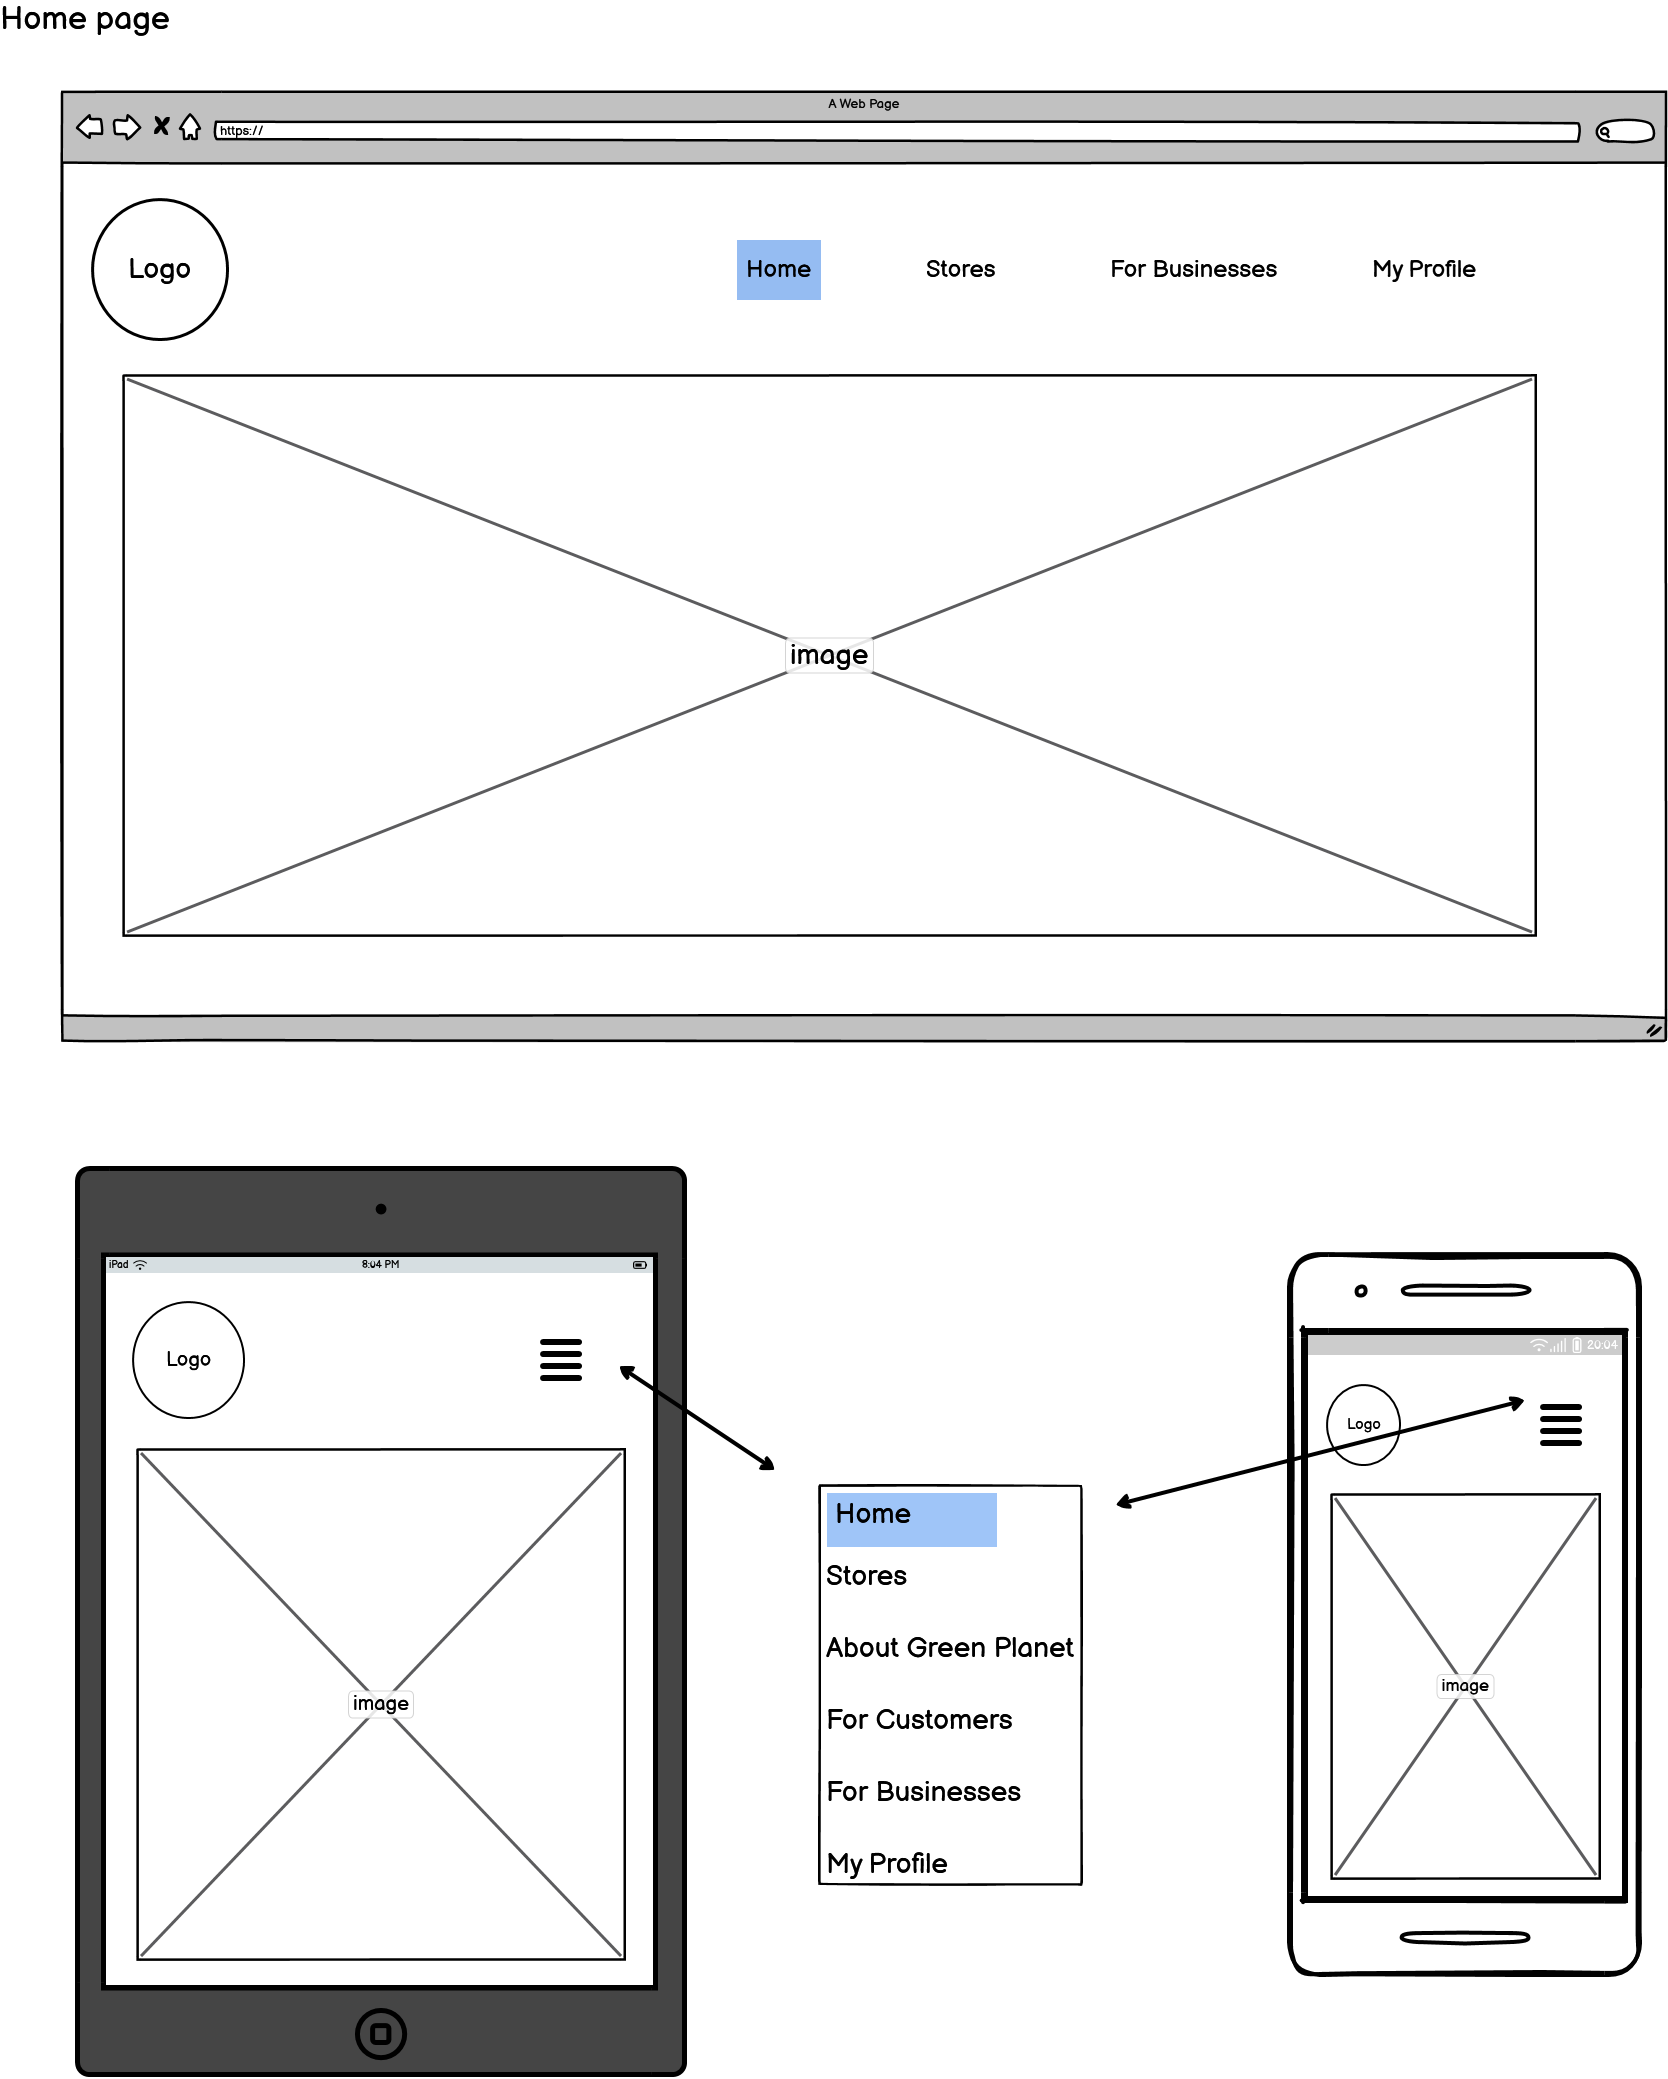 Home page
A Web Page
https://
Logo
Home
Stores
For Businesses
My Profile
image
iPad
8:04 PM
Logo
image
Home
Stores
About Green Planet
For Customers
For Businesses
My Profile
20:04
Logo
image